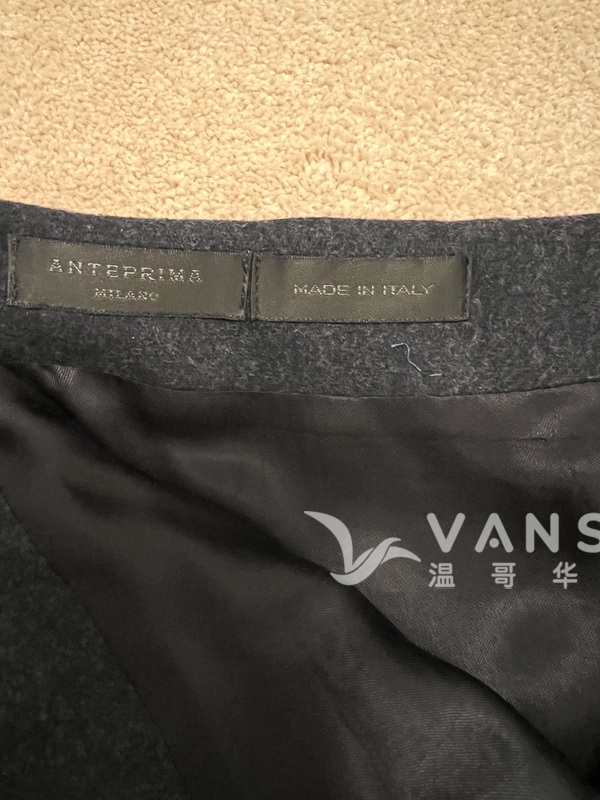 ANTEPRIMA
MILANO
MADE IN ITALY
VANS
温哥华